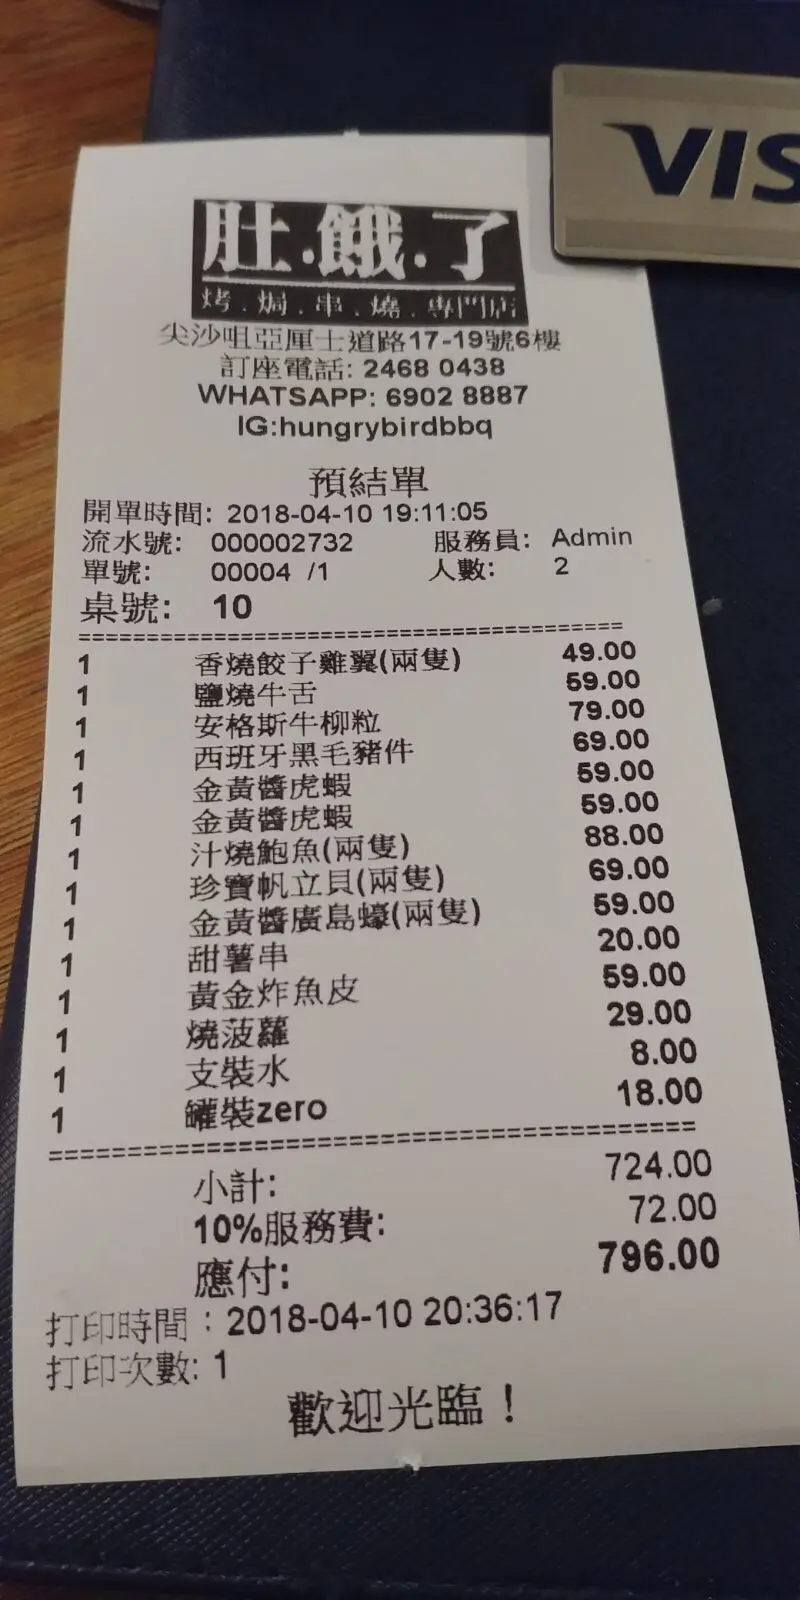 肚.餓.了
烤.焗.串.燒.專門店
尖沙咀亞厘士道路17-19號6樓
訂座電話: 2468 0438
WHATSAPP: 6902 8887
IG:hungrybirdbbq
預結單
開單時間: 2018-04-10 19:11:05
流水號: 000002732 服務員: Admin
單號: 00004 /1 人數: 2
桌號: 10
1 香燒餃子雞翼(兩隻) 49.00
1 鹽燒牛舌 59.00
1 安格斯牛柳粒 79.00
1 西班牙黑毛豬件 69.00
1 金黃醬虎蝦 59.00
1 金黃醬虎蝦 59.00
1 汁燒鮑魚(兩隻) 88.00
1 珍寶帆立貝(兩隻) 69.00
1 金黃醬廣島蠔(兩隻) 59.00
1 甜薯串 20.00
1 黃金炸魚皮 59.00
1 燒菠蘿 29.00
1 支裝水 8.00
1 罐裝zero 18.00
小計: 724.00
10%服務費: 72.00
應付: 796.00
打印時間：2018-04-10 20:36:17
打印次數: 1
歡迎光臨！
VIS